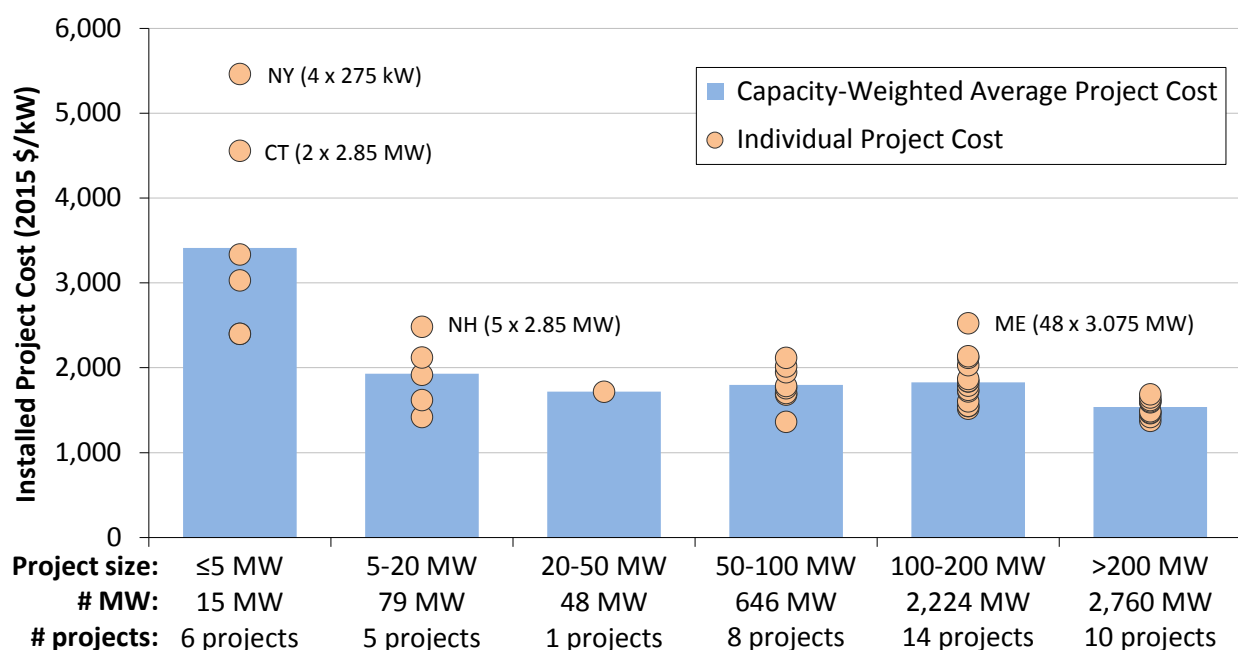 Installed Project Cost (2015 $/kW)
6,000
5,000
4,000
3,000
2,000
1,000
0
NY (4 x 275 kW)
CT (2 x 2.85 MW)
NH (5 x 2.85 MW)
ME (48 x 3.075 MW)
Capacity-Weighted Average Project Cost
Individual Project Cost
Project size: ≤5 MW 5-20 MW 20-50 MW 50-100 MW 100-200 MW >200 MW
# MW: 15 MW 79 MW 48 MW 646 MW 2,224 MW 2,760 MW
# projects: 6 projects 5 projects 1 projects 8 projects 14 projects 10 projects